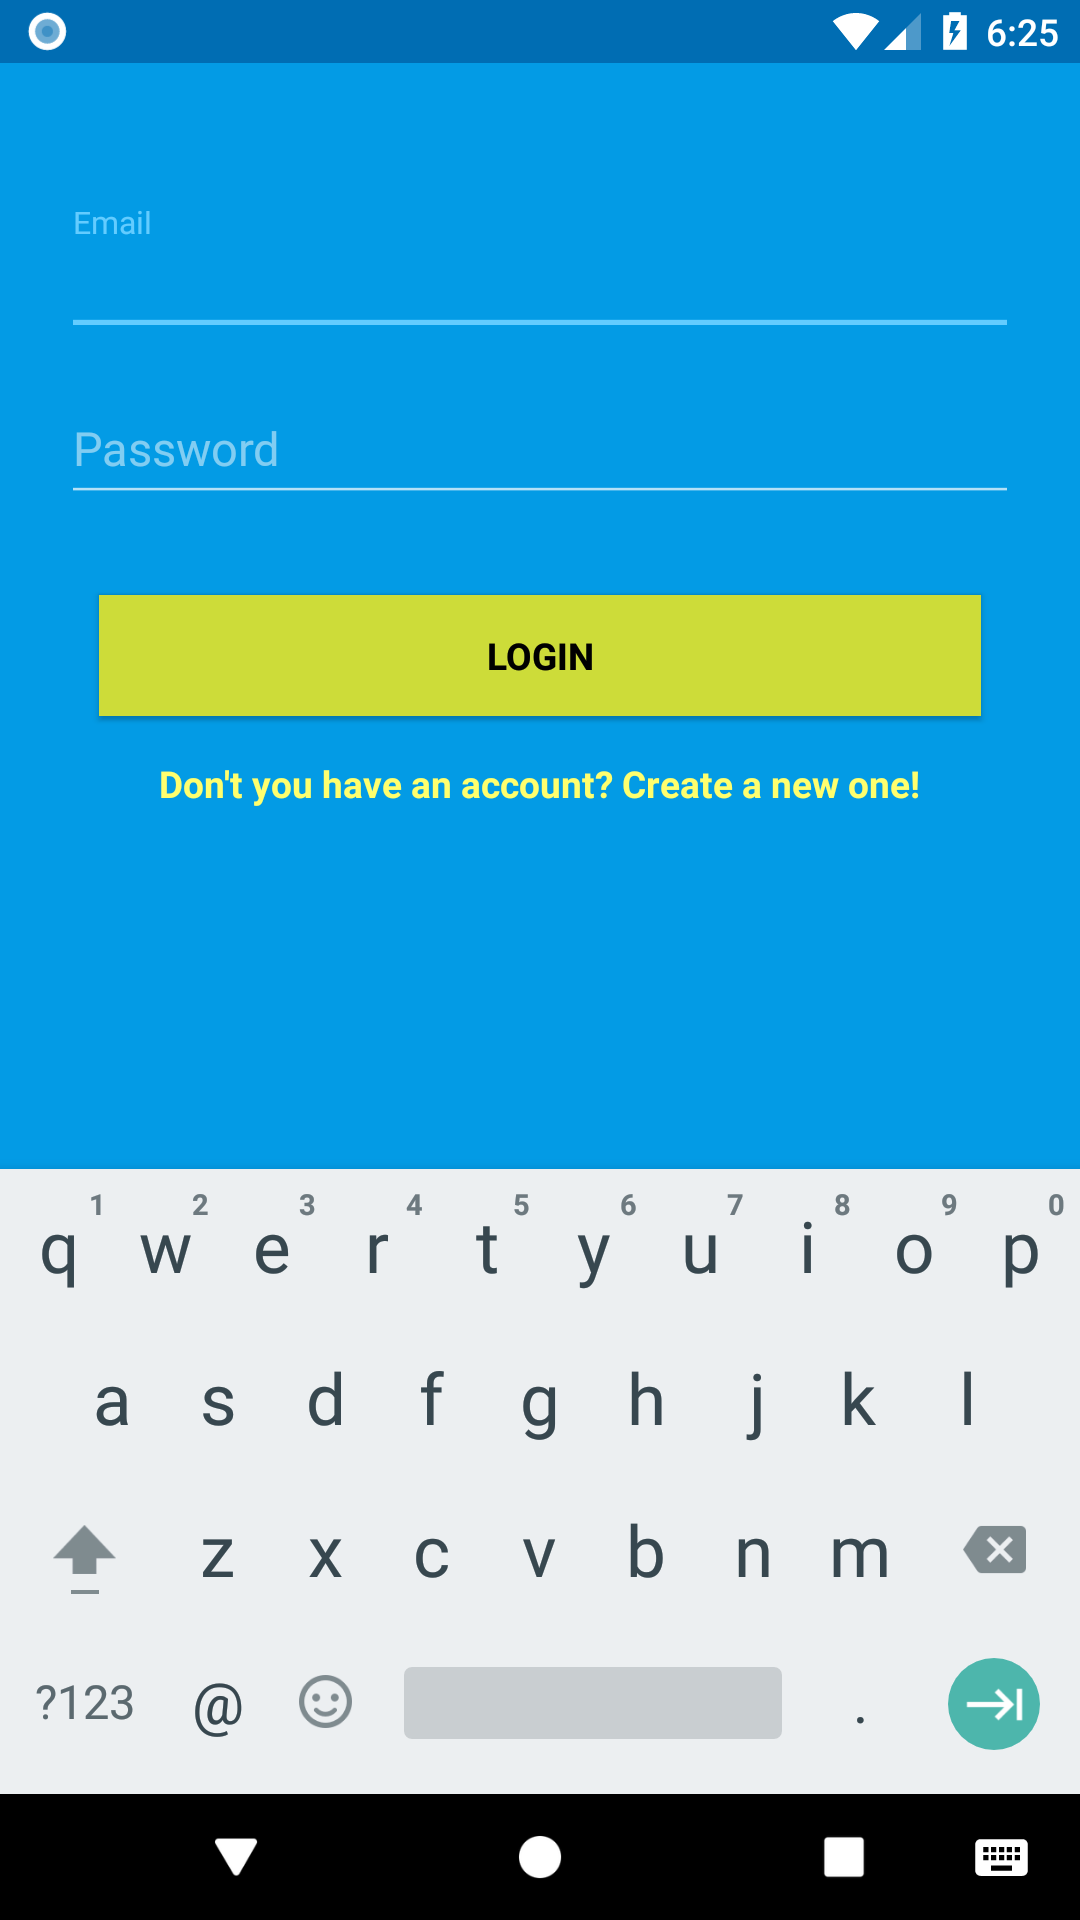 6:25
Email
Password
LOGIN
Don't you have an account? Create a new one!
1 2 3 4 5 6 7 8 9 0
q w e r t y u i o p
a s d f g h j k l
z x c v b n m
?123 @ .